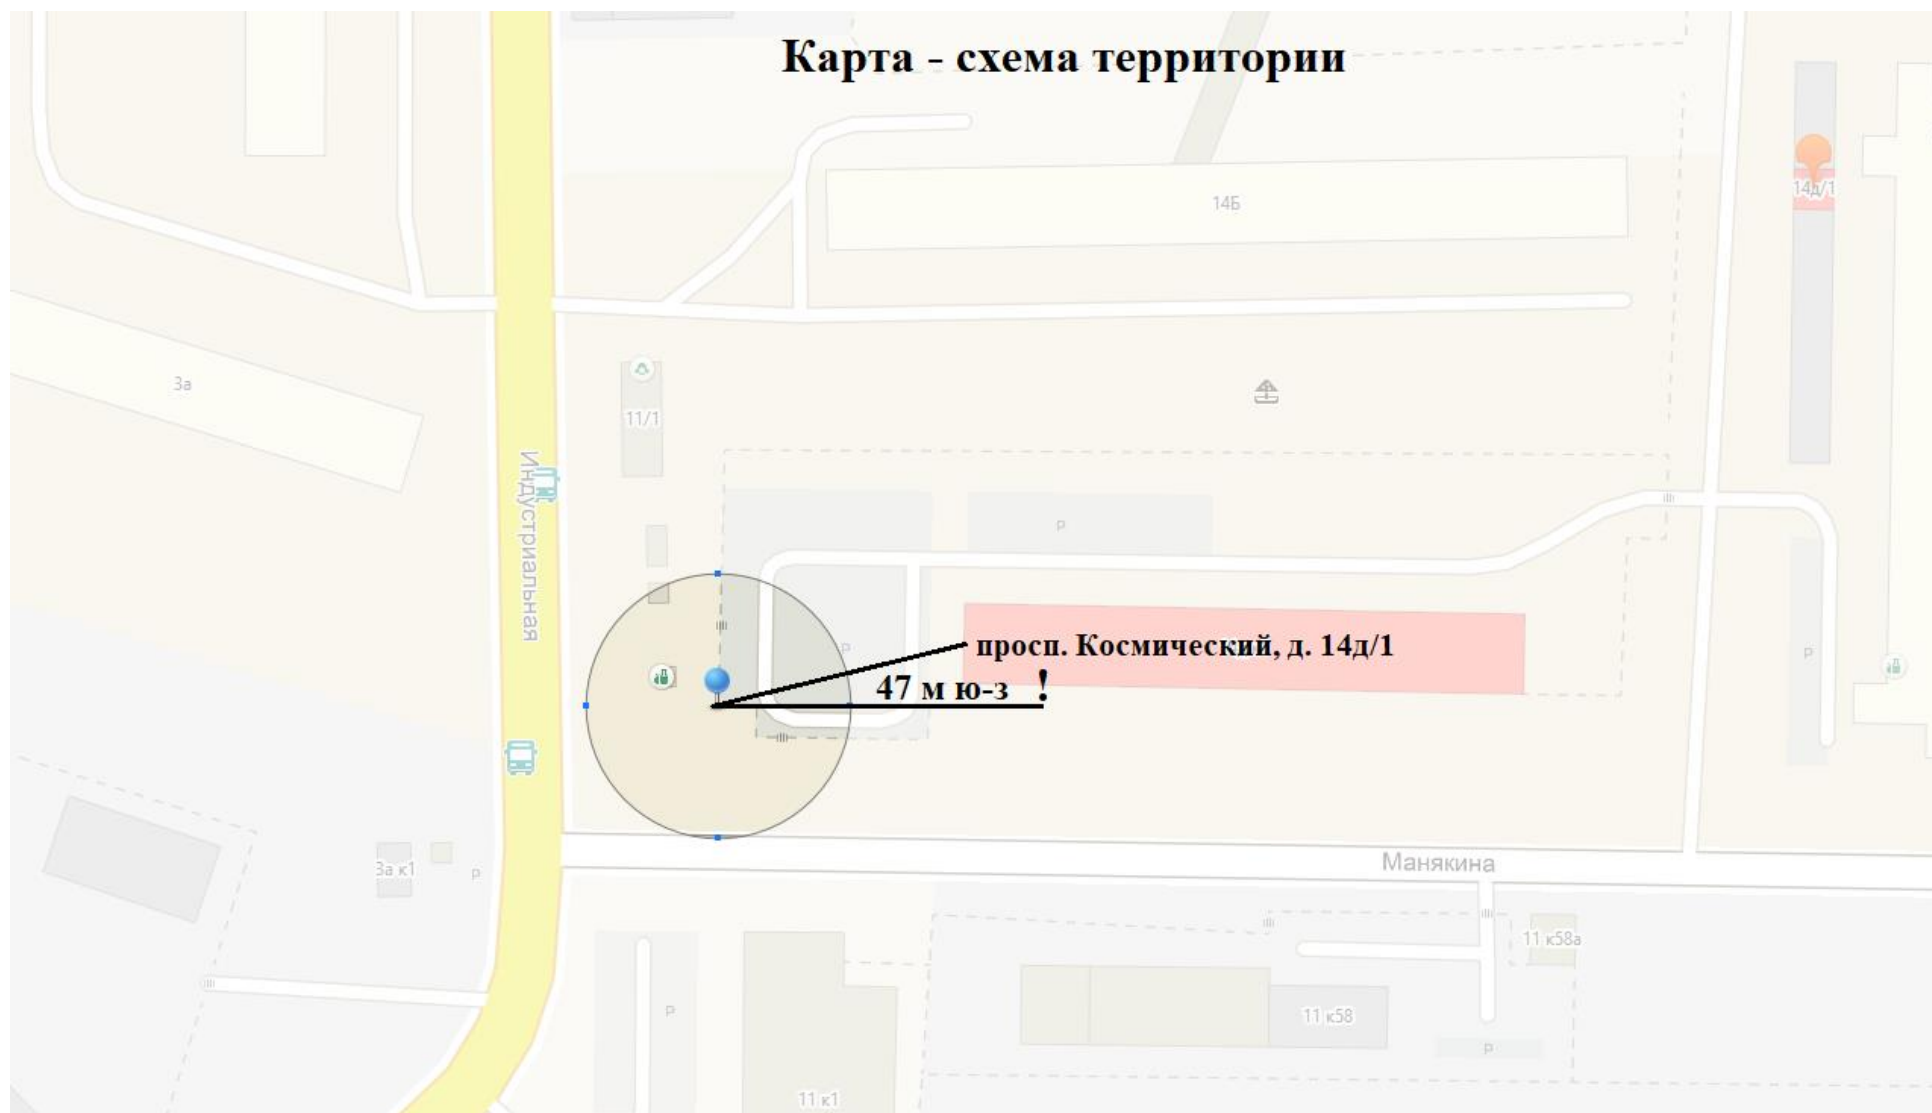 Карта - схема территории
14Б
14д/1
3а
11/1
Индустриальная
P
P
просп. Космический, д. 14д/1
47 м ю-з !
P
Манякина
3а к1
P
11 к58а
P
11 к58
P
11 к1